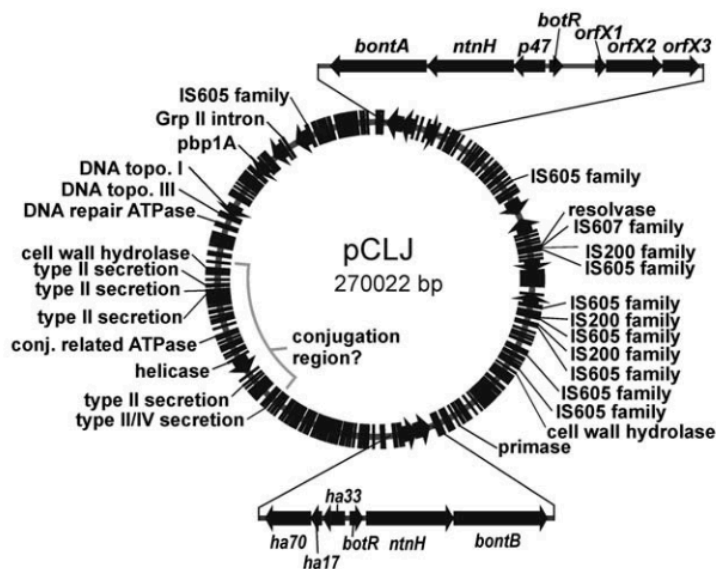 botR
bontA ntnH p47 orfX1 orfX2 orfX3
IS605 family
Grp II intron
pbp1A
DNA topo. I
DNA topo. III
DNA repair ATPase
cell wall hydrolase
type II secretion
type II secretion
type II secretion
conj. related ATPase
helicase
type II secretion
type II/IV secretion
pCLJ
270022 bp
conjugation
region?
IS605 family
resolvase
IS607 family
IS200 family
IS605 family
IS605 family
IS200 family
IS605 family
IS200 family
IS605 family
IS605 family
IS605 family
cell wall hydrolase
primase
ha33
ha70 ha17 botR ntnH bontB